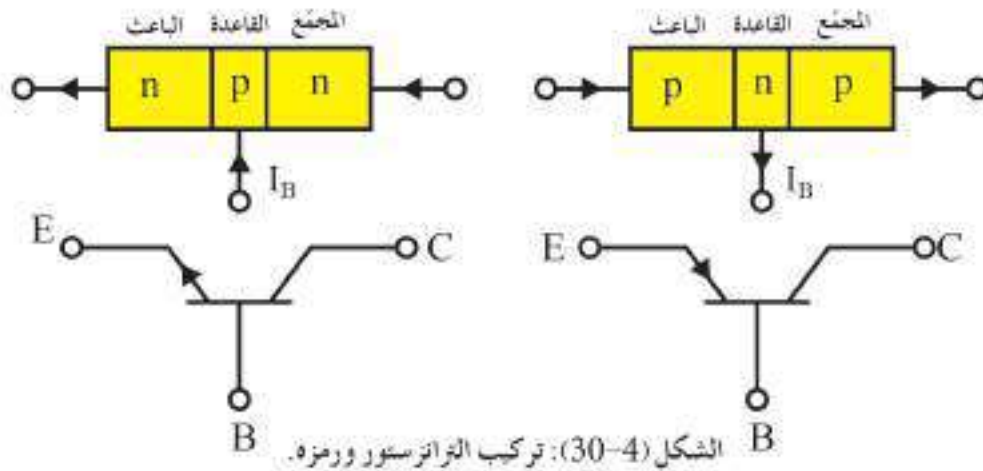 الباعث القاعدة المجمّع
n p n
I_B
E C
B
الباعث القاعدة المجمّع
p n p
I_B
E C
B
الشكل (4-30): تركيب الترانزستور ورمزه.